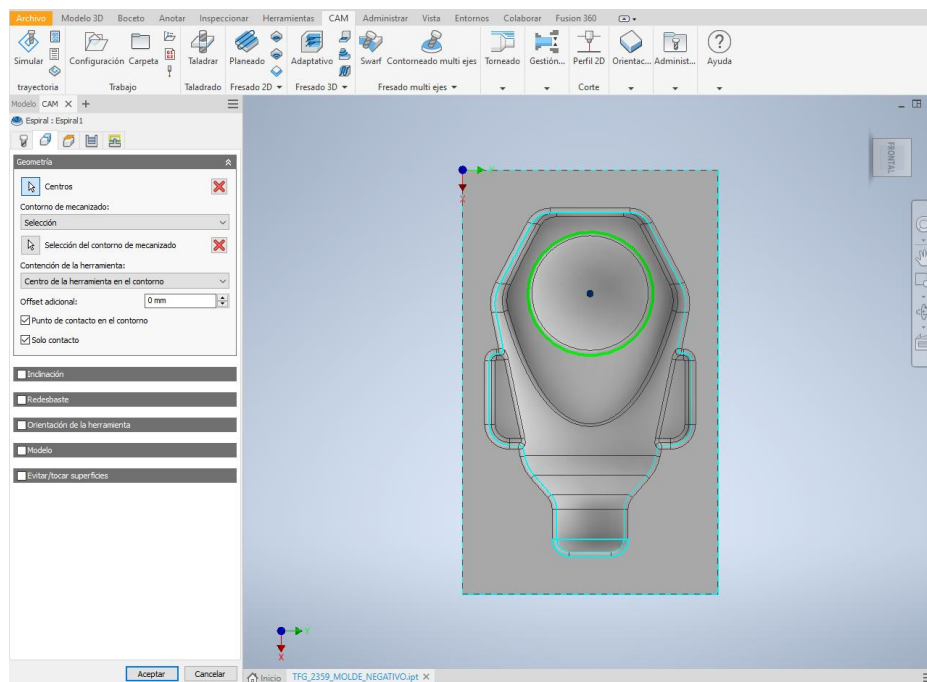 Archivo Modelo 3D Boceto Anotar Inspeccionar Herramientas CAM Administrar Vista Entornos Colaborar Fusion 360
Simular Configuración Carpeta Taladrar Planeado Adaptativo Swarf Contorneado multi ejes Torneado Gestión... Perfil 2D Orientac... Administ... Ayuda
trayectoria Trabajo Taladrado Fresado 2D Fresado 3D Fresado multi ejes Corte
Modelo CAM
Espiral : Espiral1
Geometría
Centros
Contorno de mecanizado:
Selección
Selección del contorno de mecanizado
Contención de la herramienta:
Centro de la herramienta en el contorno
Offset adicional: 0 mm
Punto de contacto en el contorno
Solo contacto
Inclinación
Redesbaste
Orientación de la herramienta
Modelo
Evitar/tocar superficies
FRONTAL
Y
X
Y
X
Aceptar Cancelar
Inicio TFG_2359_MOLDE_NEGATIVO.ipt